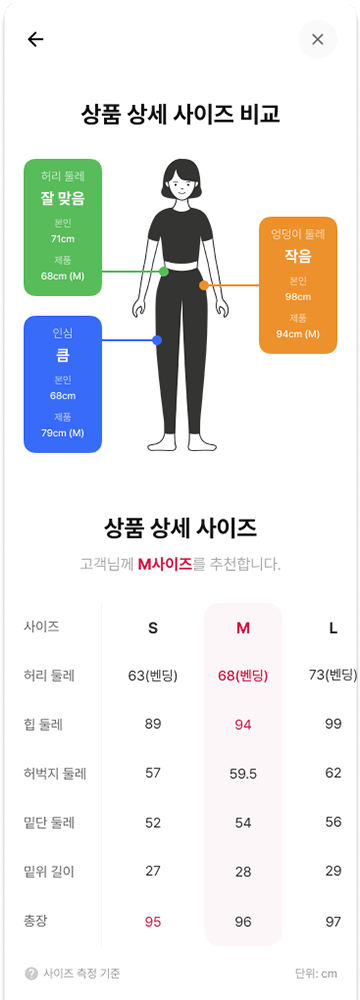 상품 상세 사이즈 비교
허리 둘레
잘 맞음
본인
71cm
제품
68cm (M)
엉덩이 둘레
작음
본인
98cm
제품
94cm (M)
인심
큼
본인
68cm
제품
79cm (M)
상품 상세 사이즈
고객님께 M사이즈를 추천합니다.
사이즈 S M L
허리 둘레 63(벤딩) 68(벤딩) 73(벤딩)
힙 둘레 89 94 99
허벅지 둘레 57 59.5 62
밑단 둘레 52 54 56
밑위 길이 27 28 29
총장 95 96 97
? 사이즈 측정 기준 단위: cm